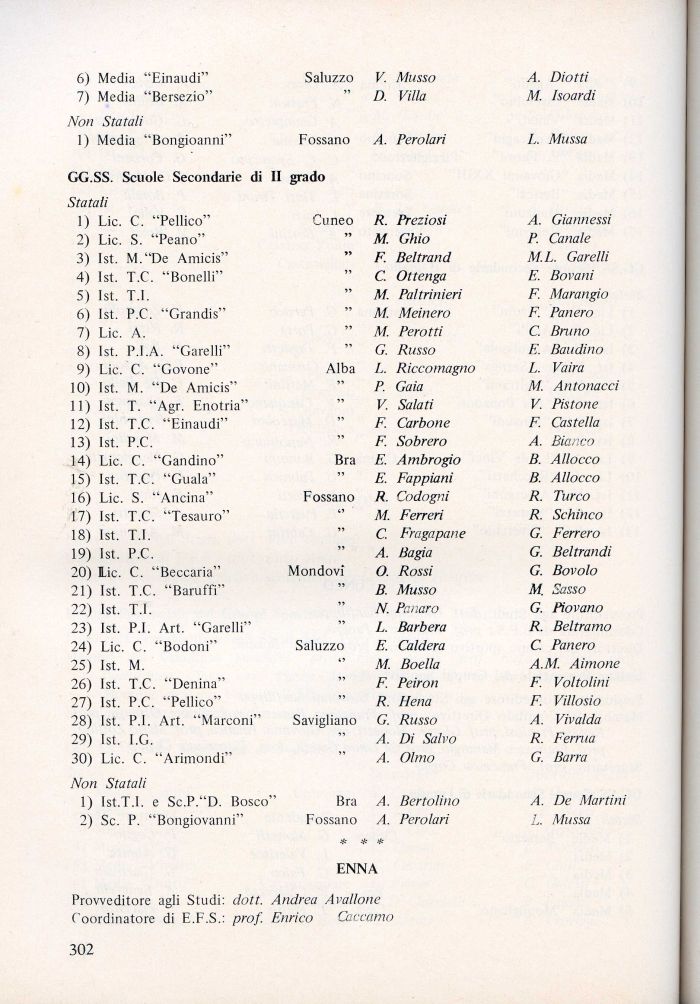 6) Media “Einaudi” Saluzzo V. Musso A. Diotti
7) Media “Bersezio” ” D. Villa M. Isoardi
Non Statali
1) Media “Bongioanni” Fossano A. Perolari L. Mussa
GG.SS. Scuole Secondarie di II grado
Statali
1) Lic. C. “Pellico” Cuneo R. Preziosi A. Giannessi
2) Lic. S. “Peano” ” M. Ghio P. Canale
3) Ist. M.“De Amicis” ” F. Beltrand M.L. Garelli
4) Ist. T.C. “Bonelli” ” C. Ottenga E. Bovani
5) Ist. T.I. ” M. Paltrinieri F. Marangio
6) Ist. P.C. “Grandis” ” M. Meinero F. Panero
7) Lic. A. ” M. Perotti C. Bruno
8) Ist. P.I.A. “Garelli” ” G. Russo E. Baudino
9) Lic. C. “Govone” Alba L. Riccomagno L. Vaira
10) Ist. M. “De Amicis” ” P. Gaia M. Antonacci
11) Ist. T. “Agr. Enotria” ” V. Salati V. Pistone
12) Ist. T.C. “Einaudi” ” F. Carbone F. Castella
13) Ist. P.C. ” F. Sobrero A. Bianco
14) Lic. C. “Gandino” Bra E. Ambrogio B. Allocco
15) Ist. T.C. “Guala” ” E. Fappiani B. Allocco
16) Lic. S. “Ancina” Fossano R. Codogni R. Turco
17) Ist. T.C. “Tesauro” ” M. Ferreri R. Schinco
18) Ist. T.I. ” C. Fragapane G. Ferrero
19) Ist. P.C. ” A. Bagia G. Beltrandi
20) Lic. C. “Beccaria” Mondovì O. Rossi G. Bovolo
21) Ist. T.C. “Baruffi” ” B. Musso M. Sasso
22) Ist. T.I. ” N. Panaro G. Piovano
23) Ist. P.I. Art. “Garelli” ” L. Barbera R. Beltramo
24) Lic. C. “Bodoni” Saluzzo E. Caldera C. Panero
25) Ist. M. ” M. Boella A.M. Aimone
26) Ist. T.C. “Denina” ” F. Peiron F. Voltolini
27) Ist. P.C. “Pellico” ” R. Hena F. Villosio
28) Ist. P.I. Art. “Marconi” Savigliano G. Russo A. Vivalda
29) Ist. I.G. ” A. Di Salvo R. Ferrua
30) Lic. C. “Arimondi” ” A. Olmo G. Barra
Non Statali
1) Ist.T.I. e Sc.P.“D. Bosco” Bra A. Bertolino A. De Martini
2) Sc. P. “Bongiovanni” Fossano A. Perolari L. Mussa
* * *
ENNA
Provveditore agli Studi: dott. Andrea Avallone
Coordinatore di E.F.S.: prof. Enrico Caccamo
302